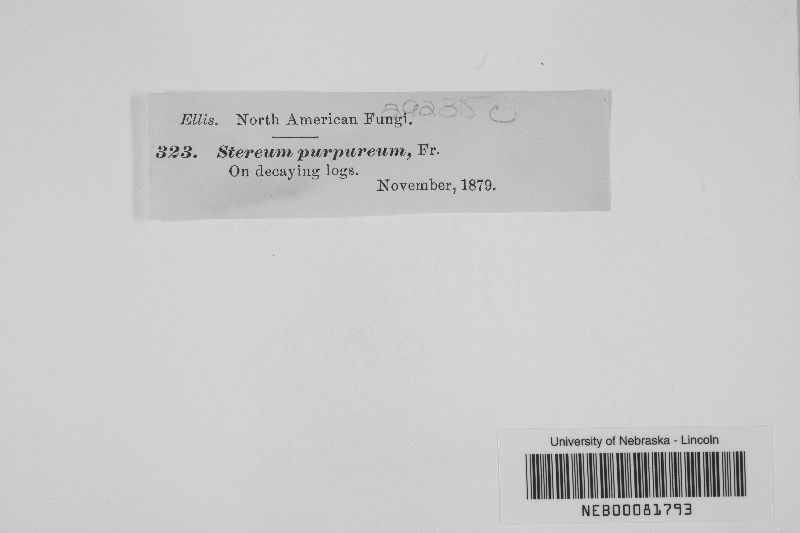 Ellis. North American Fungi.
323. Stereum purpureum, Fr.
On decaying logs.
November, 1879.
University of Nebraska - Lincoln
NEB00081793